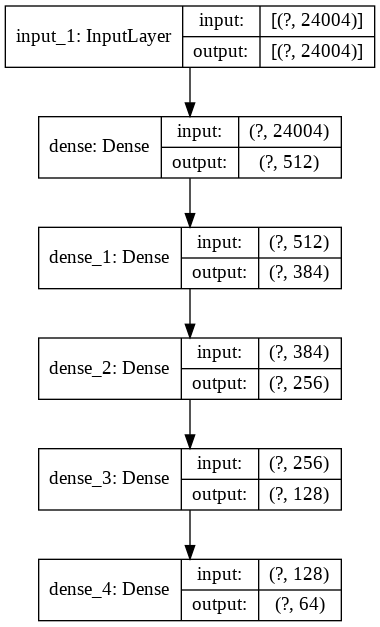 input_1: InputLayer
input: [(?, 24004)]
output: [(?, 24004)]
dense: Dense
input: (?, 24004)
output: (?, 512)
dense_1: Dense
input: (?, 512)
output: (?, 384)
dense_2: Dense
input: (?, 384)
output: (?, 256)
dense_3: Dense
input: (?, 256)
output: (?, 128)
dense_4: Dense
input: (?, 128)
output: (?, 64)